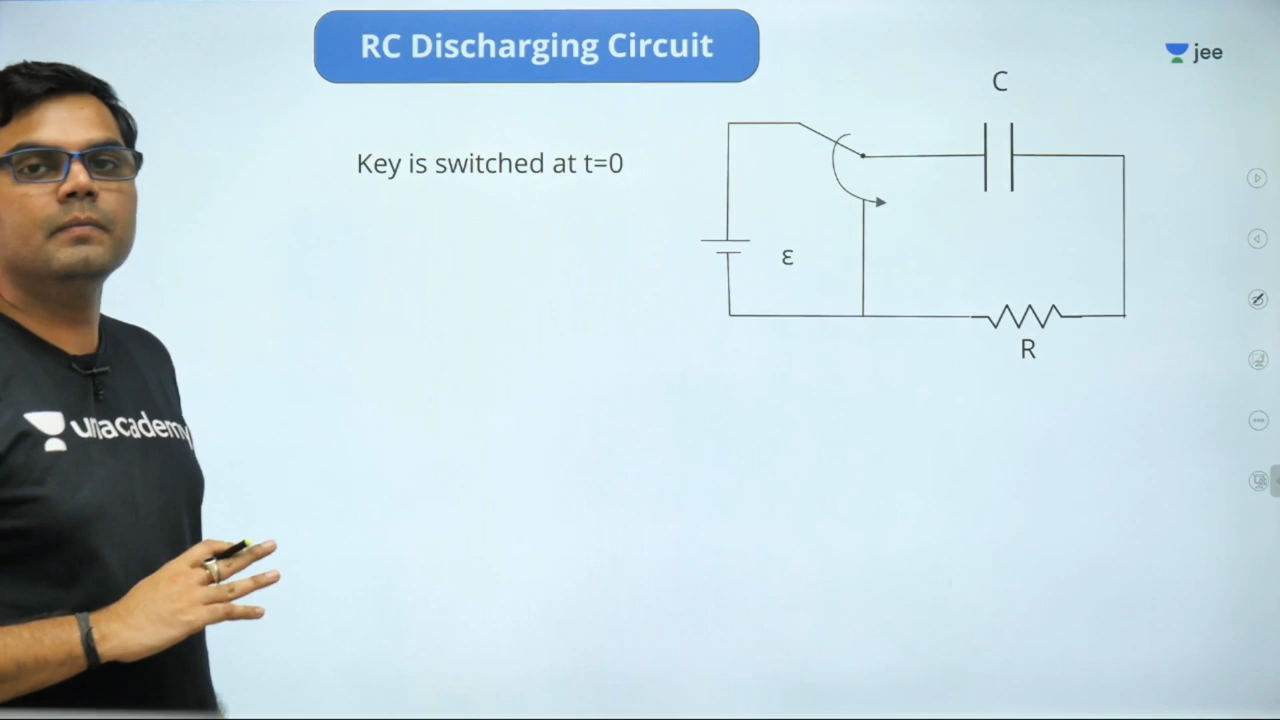 RC Discharging Circuit
jee
C
Key is switched at t=0
ε
R
unacademy